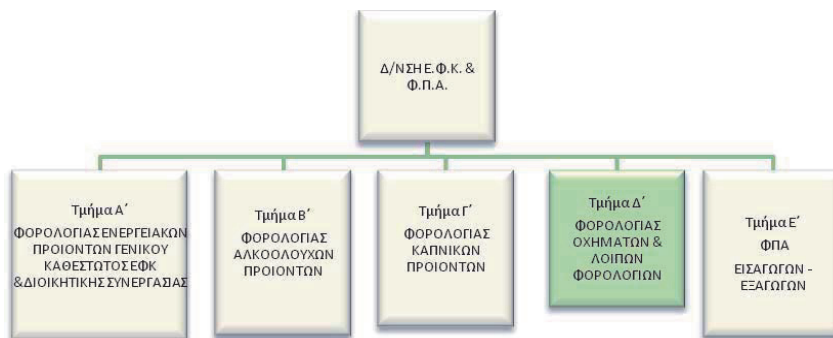 Δ/ΝΣΗ Ε.Φ.Κ. &
Φ.Π.Α.
Τμήμα Α΄
ΦΟΡΟΛΟΓΙΑΣ ΕΝΕΡΓΕΙΑΚΩΝ
ΠΡΟΙΟΝΤΩΝ ΓΕΝΙΚΟΥ
ΚΑΘΕΣΤΩΤΟΣ ΕΦΚ
& ΔΙΟΙΚΗΤΙΚΗΣ ΣΥΝΕΡΓΑΣΙΑΣ
Τμήμα Β΄
ΦΟΡΟΛΟΓΙΑΣ
ΑΛΚΟΟΛΟΥΧΩΝ
ΠΡΟΙΟΝΤΩΝ
Τμήμα Γ΄
ΦΟΡΟΛΟΓΙΑΣ
ΚΑΠΝΙΚΩΝ
ΠΡΟΙΟΝΤΩΝ
Τμήμα Δ΄
ΦΟΡΟΛΟΓΙΑΣ
ΟΧΗΜΑΤΩΝ &
ΛΟΙΠΩΝ
ΦΟΡΟΛΟΓΙΩΝ
Τμήμα Ε΄
ΦΠΑ
ΕΙΣΑΓΩΓΩΝ -
ΕΞΑΓΩΓΩΝ